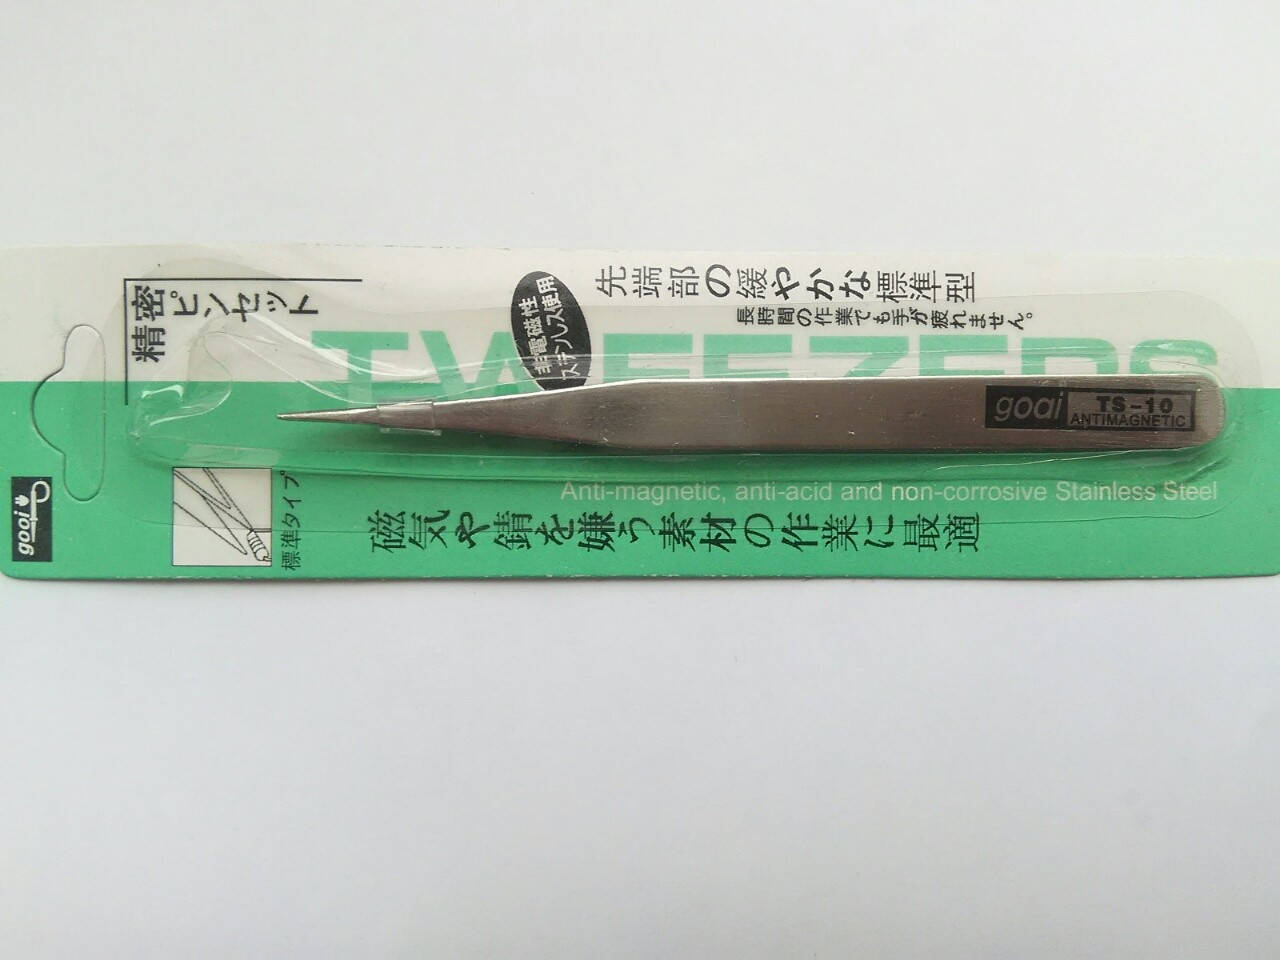 精密
ピンセット
非電磁性
ステンレス使用
先端部の緩やかな標準型
長時間の作業でも手が疲れません。
TWEEZERS
goai TS-10
ANTIMAGNETIC
Anti-magnetic, anti-acid and non-corrosive Stainless Steel
磁気や錆を嫌う素材の作業に最適
標準タイプ
goai